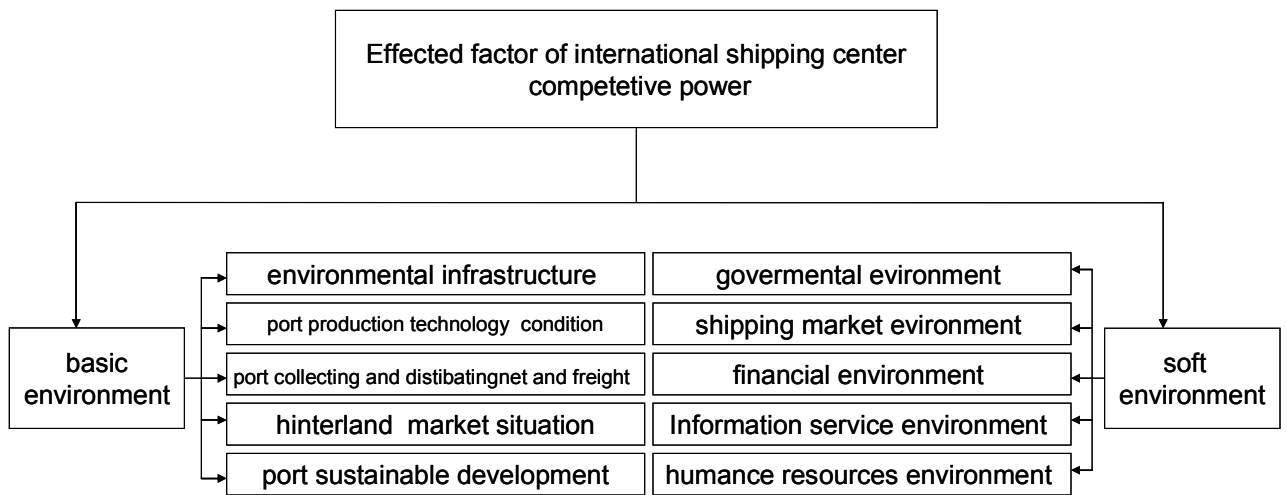 Effected factor of international shipping center
competetive power
environmental infrastructure
govermental evironment
port production technology condition
shipping market evironment
basic
environment
port collecting and distibatingnet and freight
financial environment
soft
environment
hinterland market situation
Information service environment
port sustainable development
humance resources environment